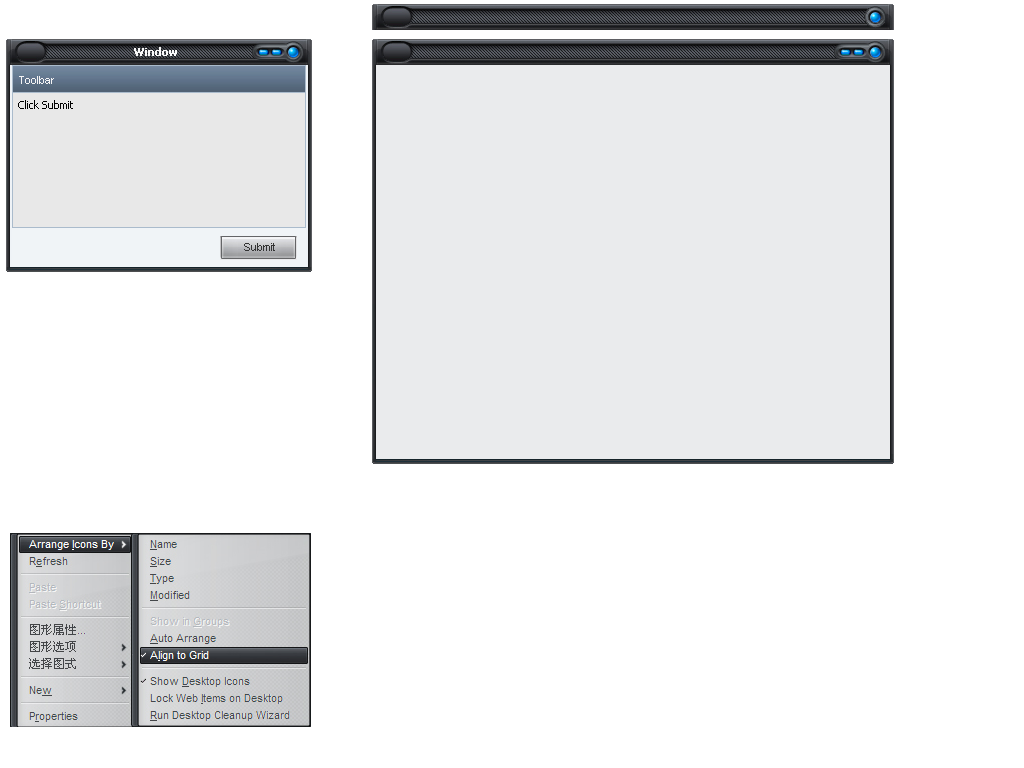 Window
Toolbar
Click Submit
Submit
Arrange Icons By
Refresh
Paste
Paste Shortcut
图形属性...
图形选项
选择图式
New
Properties
Name
Size
Type
Modified
Show in Groups
Auto Arrange
Align to Grid
Show Desktop Icons
Lock Web Items on Desktop
Run Desktop Cleanup Wizard